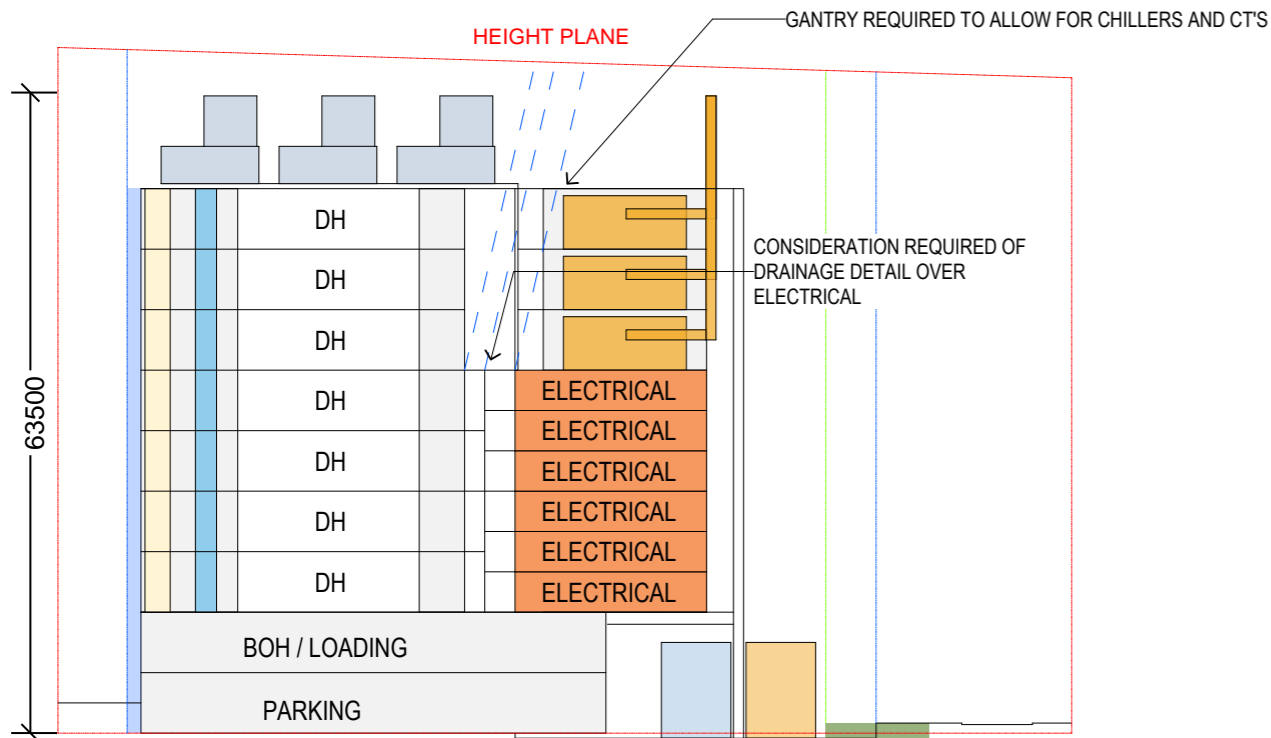 GANTRY REQUIRED TO ALLOW FOR CHILLERS AND CT'S
HEIGHT PLANE
63500
DH
DH
CONSIDERATION REQUIRED OF
DRAINAGE DETAIL OVER
ELECTRICAL
DH
DH
ELECTRICAL
ELECTRICAL
DH
ELECTRICAL
DH
ELECTRICAL
ELECTRICAL
DH
ELECTRICAL
BOH / LOADING
PARKING